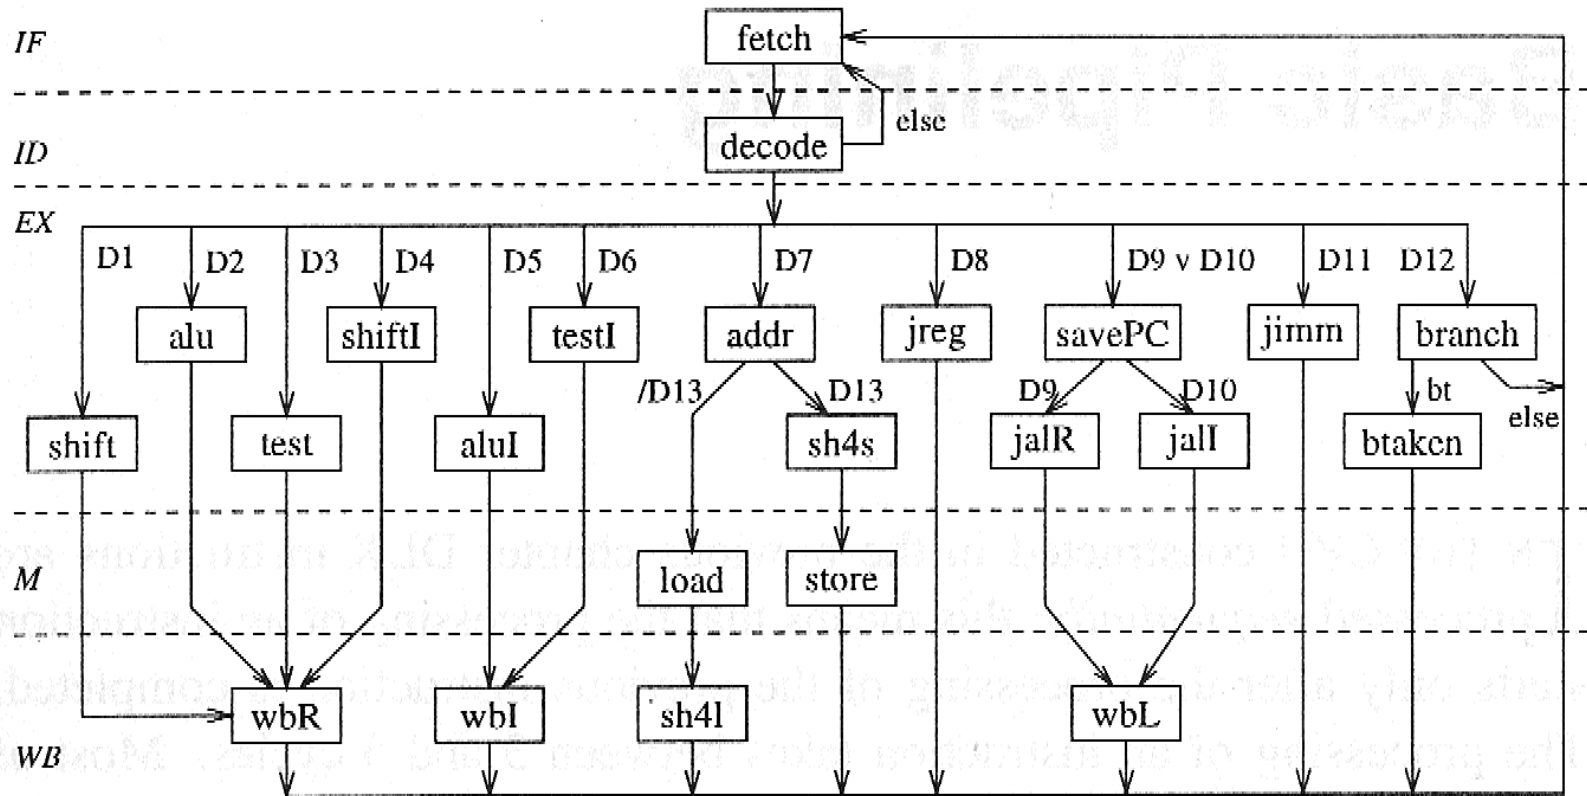 IF
fetch
else
ID
decode
EX
D1 D2 D3 D4 D5 D6 D7 D8 D9 v D10 D11 D12
alu shiftI testI addr jreg savePC jimm branch
/D13 D13 D9 D10 bt
else
shift test aluI sh4s jalR jalI btaken
M
load store
wbR wbI sh4l wbL
WB